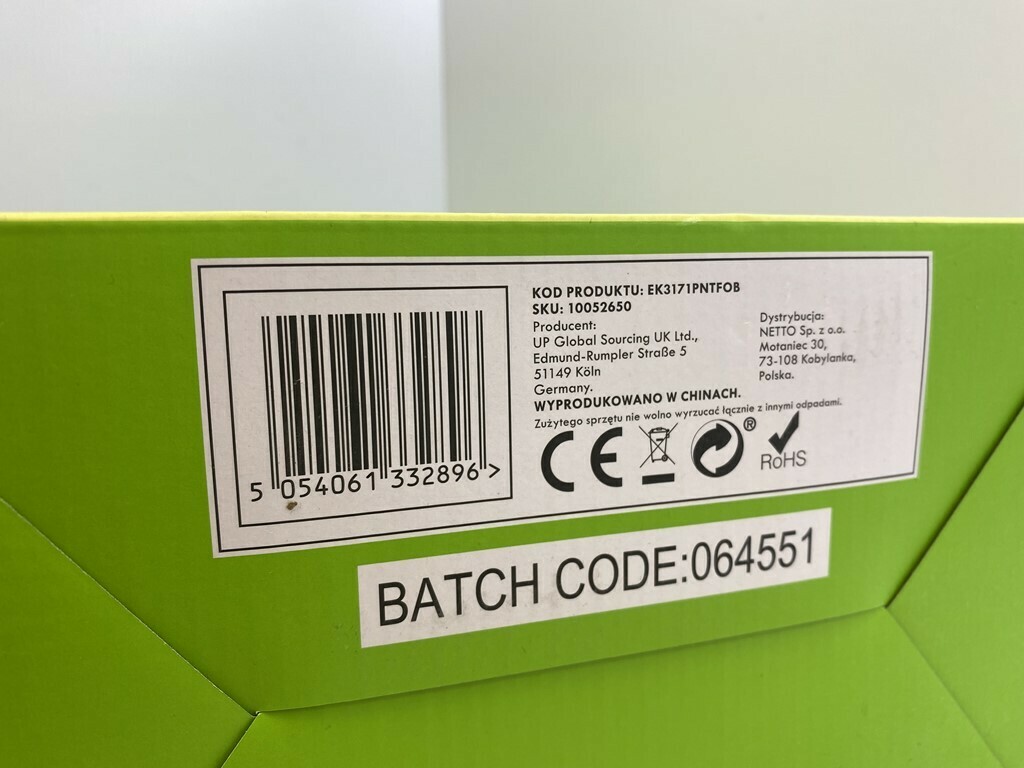 5 054061 332896 >
KOD PRODUKTU: EK3171PNTFOB
SKU: 10052650
Producent:
UP Global Sourcing UK Ltd.,
Edmund-Rumpler Straße 5
51149 Köln
Germany.
WYPRODUKOWANO W CHINACH.
Dystrybucja:
NETTO Sp. z o.o.
Motaniec 30,
73-108 Kobylanka,
Polska.
Zużytego sprzętu nie wolno wyrzucać łącznie z innymi odpadami.
CE
®
RoHS
BATCH CODE:064551